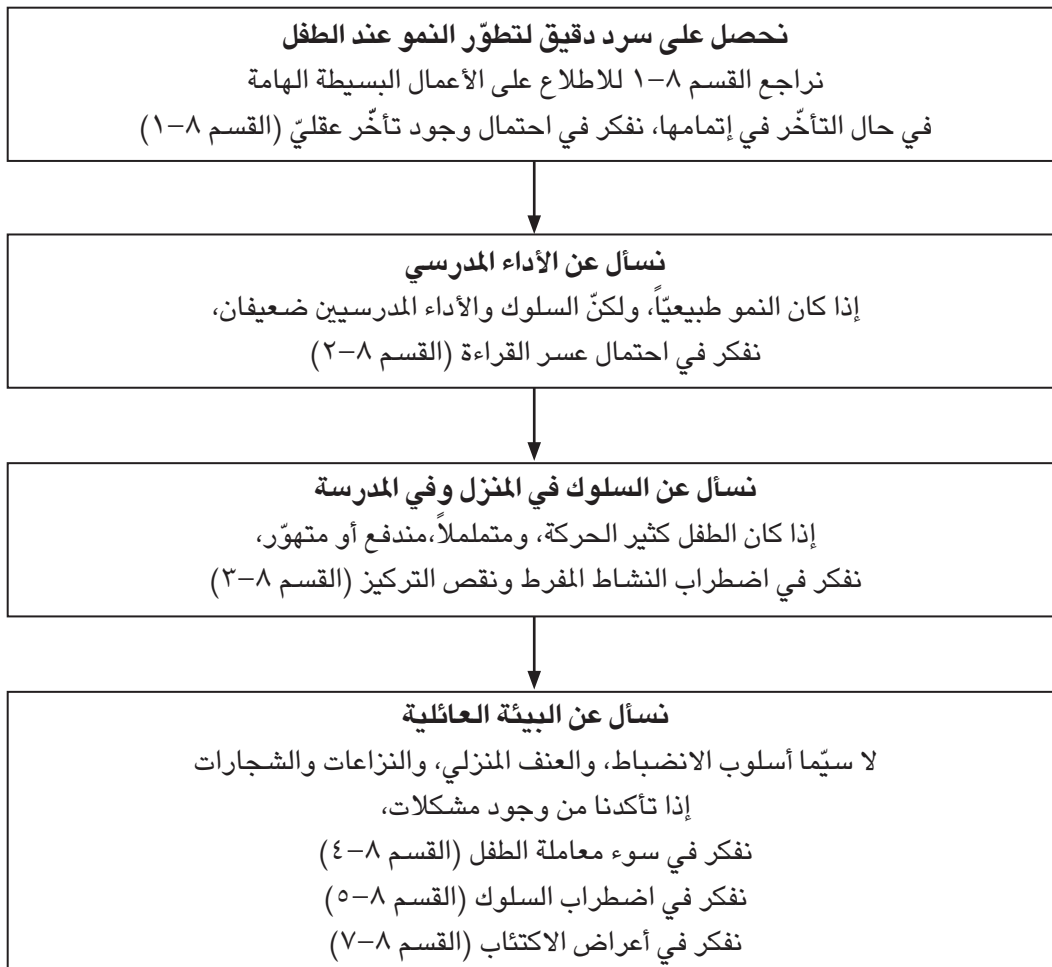 نحصل على سرد دقيق لتطوّر النمو عند الطفل
نراجع القسم ٨-١ للاطلاع على الأعمال البسيطة الهامة
في حال التأخّر في إتمامها، نفكر في احتمال وجود تأخّر عقليّ (القسم ٨-١)
نسأل عن الأداء المدرسي
إذا كان النمو طبيعيّاً، ولكنّ السلوك والأداء المدرسيين ضعيفان،
نفكر في احتمال عسر القراءة (القسم ٨-٢)
نسأل عن السلوك في المنزل وفي المدرسة
إذا كان الطفل كثير الحركة، ومتململاً،مندفع أو متهوّر،
نفكر في اضطراب النشاط المفرط ونقص التركيز (القسم ٨-٣)
نسأل عن البيئة العائلية
لا سيّما أسلوب الانضباط، والعنف المنزلي، والنزاعات والشجارات
إذا تأكدنا من وجود مشكلات،
نفكر في سوء معاملة الطفل (القسم ٨-٤)
نفكر في اضطراب السلوك (القسم ٨-٥)
نفكر في أعراض الاكتئاب (القسم ٨-٧)